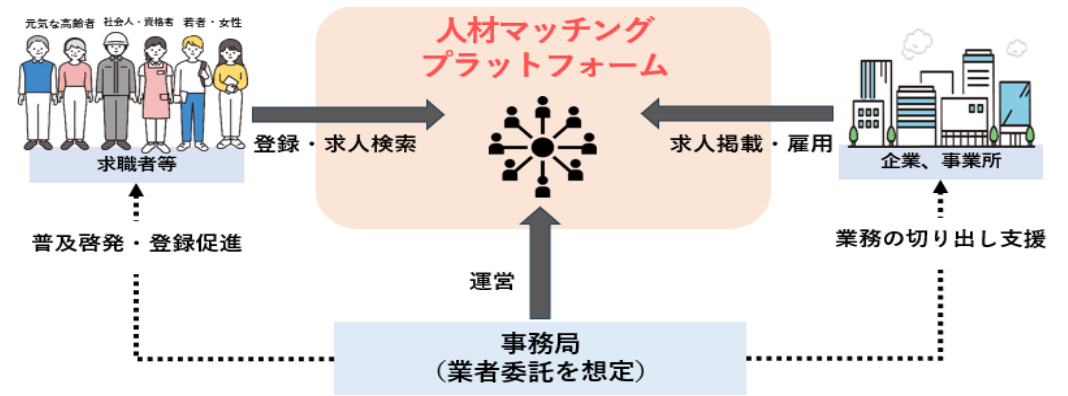 元気な高齢者
社会人・資格者
若者・女性
人材マッチング
プラットフォーム
登録・求人検索
求人掲載・雇用
求職者等
企業、事業所
普及啓発・登録促進
業務の切り出し支援
運営
事務局
（業者委託を想定）